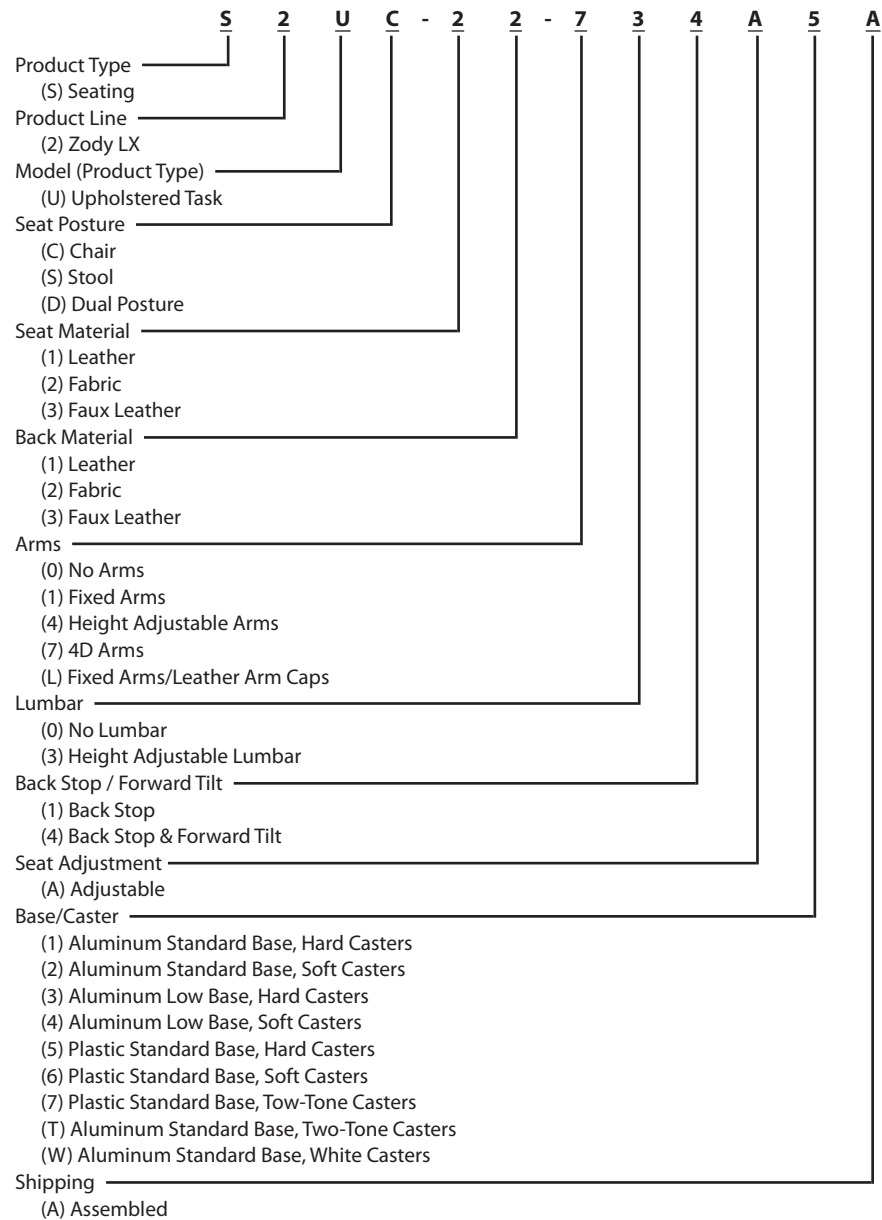 S 2 U C - 2 2 - 7 3 4 A 5 A
Product Type
(S) Seating
Product Line
(2) Zody LX
Model (Product Type)
(U) Upholstered Task
Seat Posture
(C) Chair
(S) Stool
(D) Dual Posture
Seat Material
(1) Leather
(2) Fabric
(3) Faux Leather
Back Material
(1) Leather
(2) Fabric
(3) Faux Leather
Arms
(0) No Arms
(1) Fixed Arms
(4) Height Adjustable Arms
(7) 4D Arms
(L) Fixed Arms/Leather Arm Caps
Lumbar
(0) No Lumbar
(3) Height Adjustable Lumbar
Back Stop / Forward Tilt
(1) Back Stop
(4) Back Stop & Forward Tilt
Seat Adjustment
(A) Adjustable
Base/Caster
(1) Aluminum Standard Base, Hard Casters
(2) Aluminum Standard Base, Soft Casters
(3) Aluminum Low Base, Hard Casters
(4) Aluminum Low Base, Soft Casters
(5) Plastic Standard Base, Hard Casters
(6) Plastic Standard Base, Soft Casters
(7) Plastic Standard Base, Tow-Tone Casters
(T) Aluminum Standard Base, Two-Tone Casters
(W) Aluminum Standard Base, White Casters
Shipping
(A) Assembled